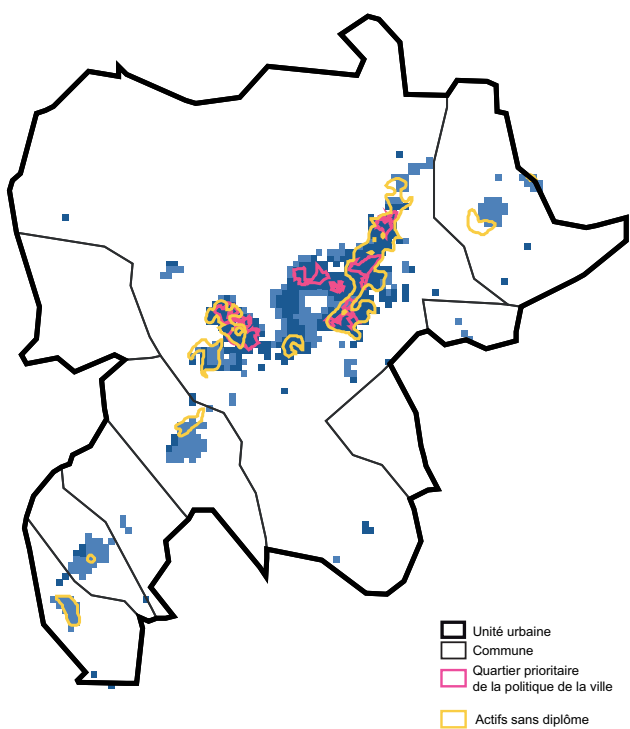 Unité urbaine
Commune
Quartier prioritaire
de la politique de la ville
Actifs sans diplôme